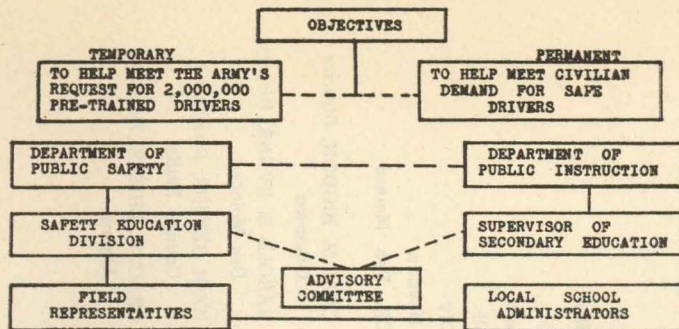 OBJECTIVES
TEMPORARY
TO HELP MEET THE ARMY'S
REQUEST FOR 2,000,000
PRE-TRAINED DRIVERS
PERMANENT
TO HELP MEET CIVILIAN
DEMAND FOR SAFE
DRIVERS
DEPARTMENT OF
PUBLIC SAFETY
DEPARTMENT OF
PUBLIC INSTRUCTION
SAFETY EDUCATION
DIVISION
SUPERVISOR OF
SECONDARY EDUCATION
ADVISORY
COMMITTEE
FIELD
REPRESENTATIVES
LOCAL SCHOOL
ADMINISTRATORS